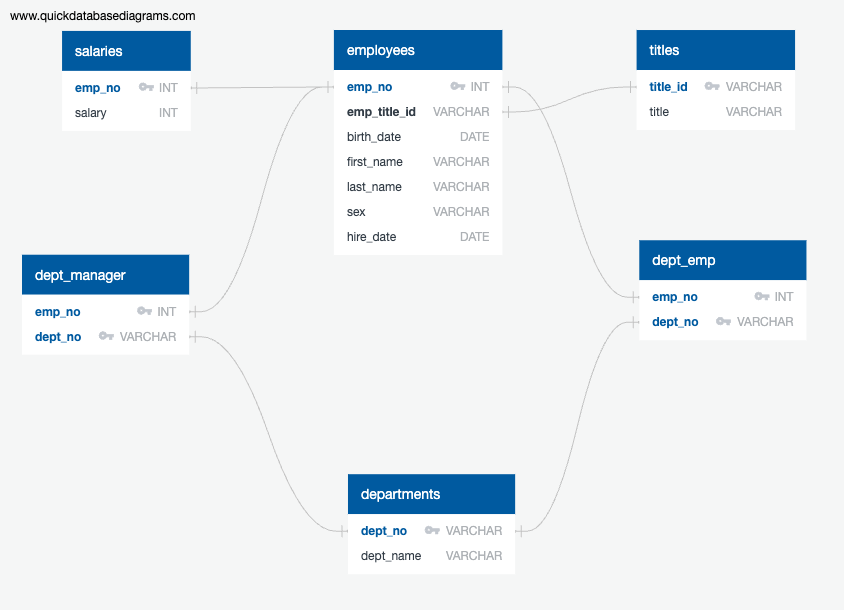 www.quickdatabasediagrams.com
salaries
emp_no INT
salary INT
employees
emp_no INT
emp_title_id VARCHAR
birth_date DATE
first_name VARCHAR
last_name VARCHAR
sex VARCHAR
hire_date DATE
titles
title_id VARCHAR
title VARCHAR
dept_manager
emp_no INT
dept_no VARCHAR
dept_emp
emp_no INT
dept_no VARCHAR
departments
dept_no VARCHAR
dept_name VARCHAR